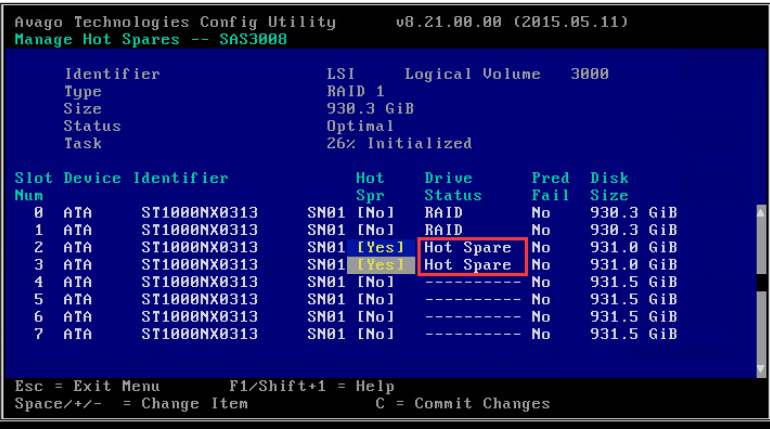 Avago Technologies Config Utility v8.21.00.00 (2015.05.11)
Manage Hot Spares -- SAS3008
Identifier LSI Logical Volume 3000
Type RAID 1
Size 930.3 GiB
Status Optimal
Task 26% Initialized
Slot Device Identifier Hot Drive Pred Disk
Num Spr Status Fail Size
0 ATA ST1000NX0313 SN01 [No] RAID No 930.3 GiB
1 ATA ST1000NX0313 SN01 [No] RAID No 930.3 GiB
2 ATA ST1000NX0313 SN01 [Yes] Hot Spare No 931.0 GiB
3 ATA ST1000NX0313 SN01 [Yes] Hot Spare No 931.0 GiB
4 ATA ST1000NX0313 SN01 [No] ---------- No 931.5 GiB
5 ATA ST1000NX0313 SN01 [No] ---------- No 931.5 GiB
6 ATA ST1000NX0313 SN01 [No] ---------- No 931.5 GiB
7 ATA ST1000NX0313 SN01 [No] ---------- No 931.5 GiB
Esc = Exit Menu F1/Shift+1 = Help
Space/+/- = Change Item C = Commit Changes